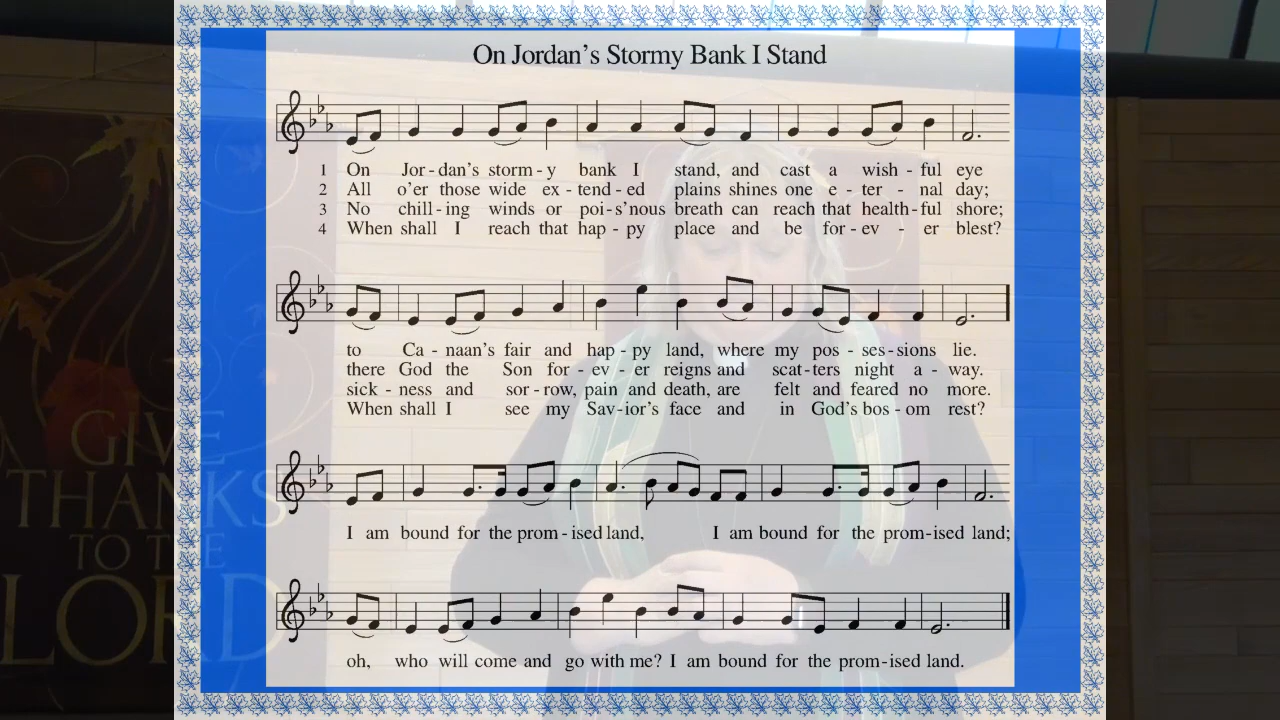 On Jordan's Stormy Bank I Stand
1 On Jor-dan's storm-y bank I stand, and cast a wish-ful eye
2 All o'er those wide ex-tend-ed plains shines one e-ter-nal day;
3 No chill-ing winds or poi-s'nous breath can reach that health-ful shore;
4 When shall I reach that hap-py place and be for-ev-er blest?
to Ca-naan's fair and hap-py land, where my pos-ses-sions lie.
there God the Son for-ev-er reigns and scat-ters night a-way.
sick-ness and sor-row, pain and death, are felt and feared no more.
When shall I see my Sav-ior's face and in God's bos-om rest?
I am bound for the prom-ised land, I am bound for the prom-ised land;
oh, who will come and go with me? I am bound for the prom-ised land.
GIVE
THANKS
TO THE
LORD